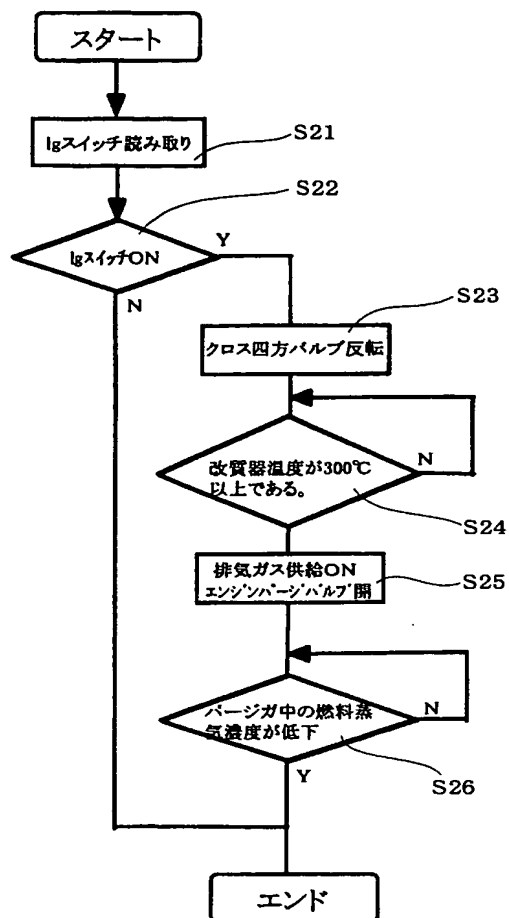 スタート
Igスイッチ読み取り
S21
S22
IgスイッチON
Y
N
S23
クロス四方バルブ反転
改質器温度が300℃
以上である。
N
S24
排気ガス供給ON
エンジンパージバルブ開
S25
パージガ中の燃料蒸
気濃度が低下
N
S26
Y
エンド